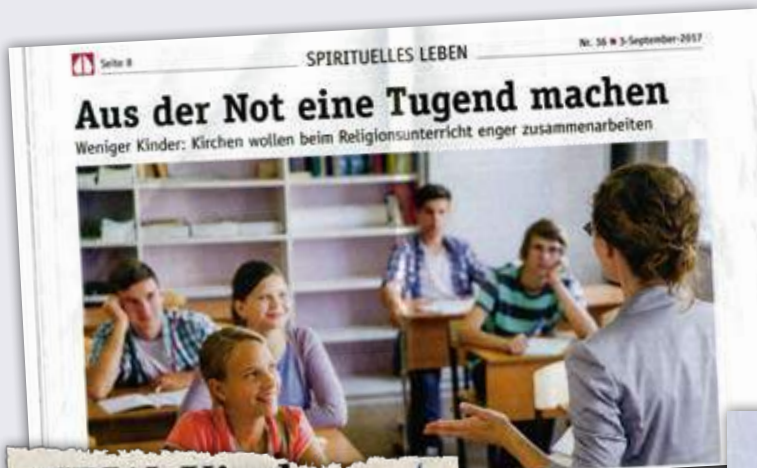 Seite 8
SPIRITUELLES LEBEN
Nr. 36 ■ 3-September-2017
Aus der Not eine Tugend machen
Weniger Kinder: Kirchen wollen beim Religionsunterricht enger zusammenarbeiten